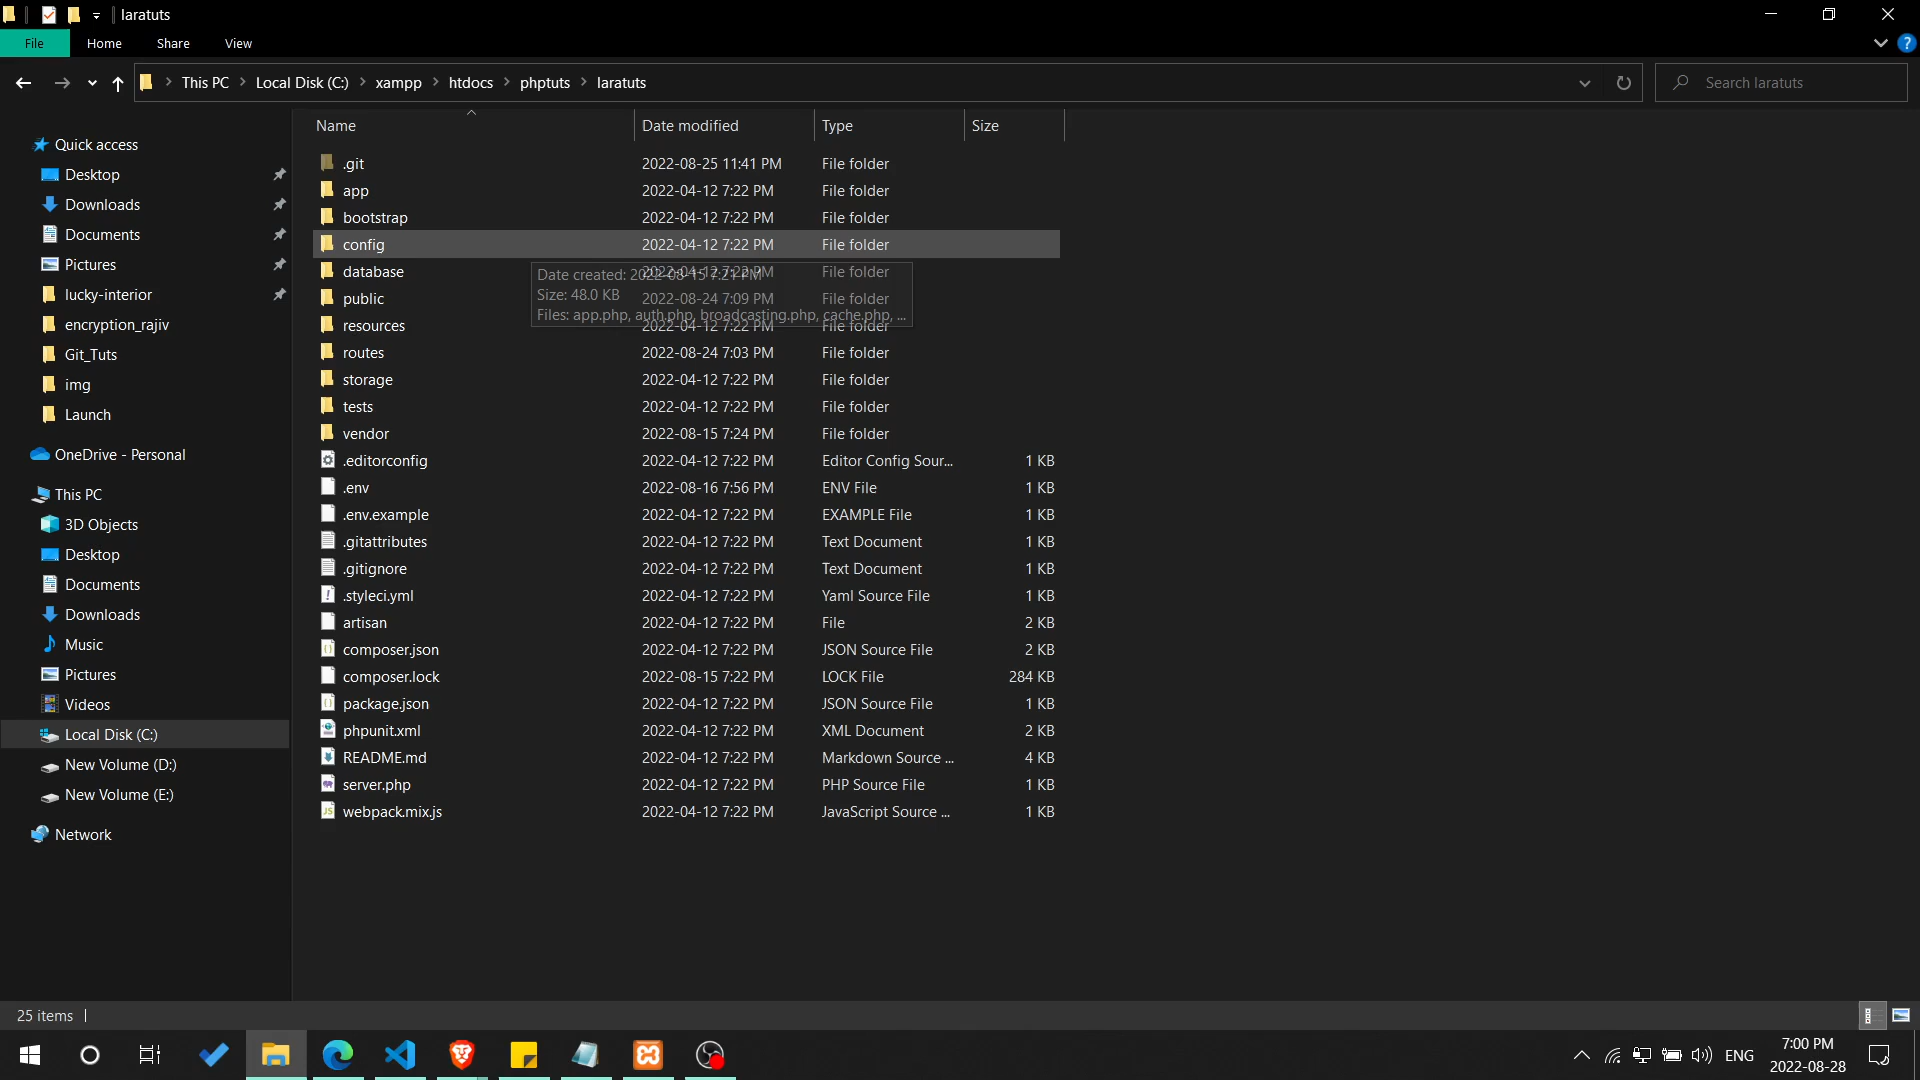 laratuts
File Home Share View
This PC > Local Disk (C:) > xampp > htdocs > phptuts > laratuts
Search laratuts
Name Date modified Type Size
Quick access
Desktop
Downloads
Documents
Pictures
lucky-interior
encryption_rajiv
Git_Tuts
img
Launch
OneDrive - Personal
This PC
3D Objects
Desktop
Documents
Downloads
Music
Pictures
Videos
Local Disk (C:)
New Volume (D:)
New Volume (E:)
Network
.git 2022-08-25 11:41 PM File folder
app 2022-04-12 7:22 PM File folder
bootstrap 2022-04-12 7:22 PM File folder
config 2022-04-12 7:22 PM File folder
database 2022-04-12 7:22 PM File folder
Date created: 2022-08-15 7:21 PM
public 2022-08-24 7:09 PM File folder
Size: 48.0 KB
Files: app.php, auth.php, broadcasting.php, cache.php, ...
resources 2022-04-12 7:22 PM File folder
routes 2022-08-24 7:03 PM File folder
storage 2022-04-12 7:22 PM File folder
tests 2022-04-12 7:22 PM File folder
vendor 2022-08-15 7:24 PM File folder
.editorconfig 2022-04-12 7:22 PM Editor Config Sour... 1 KB
.env 2022-08-16 7:56 PM ENV File 1 KB
.env.example 2022-04-12 7:22 PM EXAMPLE File 1 KB
.gitattributes 2022-04-12 7:22 PM Text Document 1 KB
.gitignore 2022-04-12 7:22 PM Text Document 1 KB
.styleci.yml 2022-04-12 7:22 PM Yaml Source File 1 KB
artisan 2022-04-12 7:22 PM File 2 KB
composer.json 2022-04-12 7:22 PM JSON Source File 2 KB
composer.lock 2022-08-15 7:22 PM LOCK File 284 KB
package.json 2022-04-12 7:22 PM JSON Source File 1 KB
phpunit.xml 2022-04-12 7:22 PM XML Document 2 KB
README.md 2022-04-12 7:22 PM Markdown Source ... 4 KB
server.php 2022-04-12 7:22 PM PHP Source File 1 KB
webpack.mix.js 2022-04-12 7:22 PM JavaScript Source ... 1 KB
25 items
ENG
7:00 PM
2022-08-28